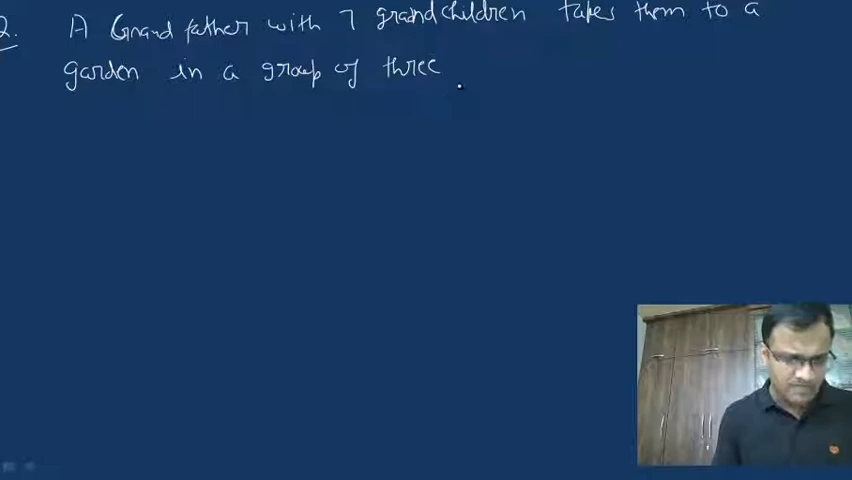 2. A Grand father with 7 grandchildren takes them to a
garden in a group of three